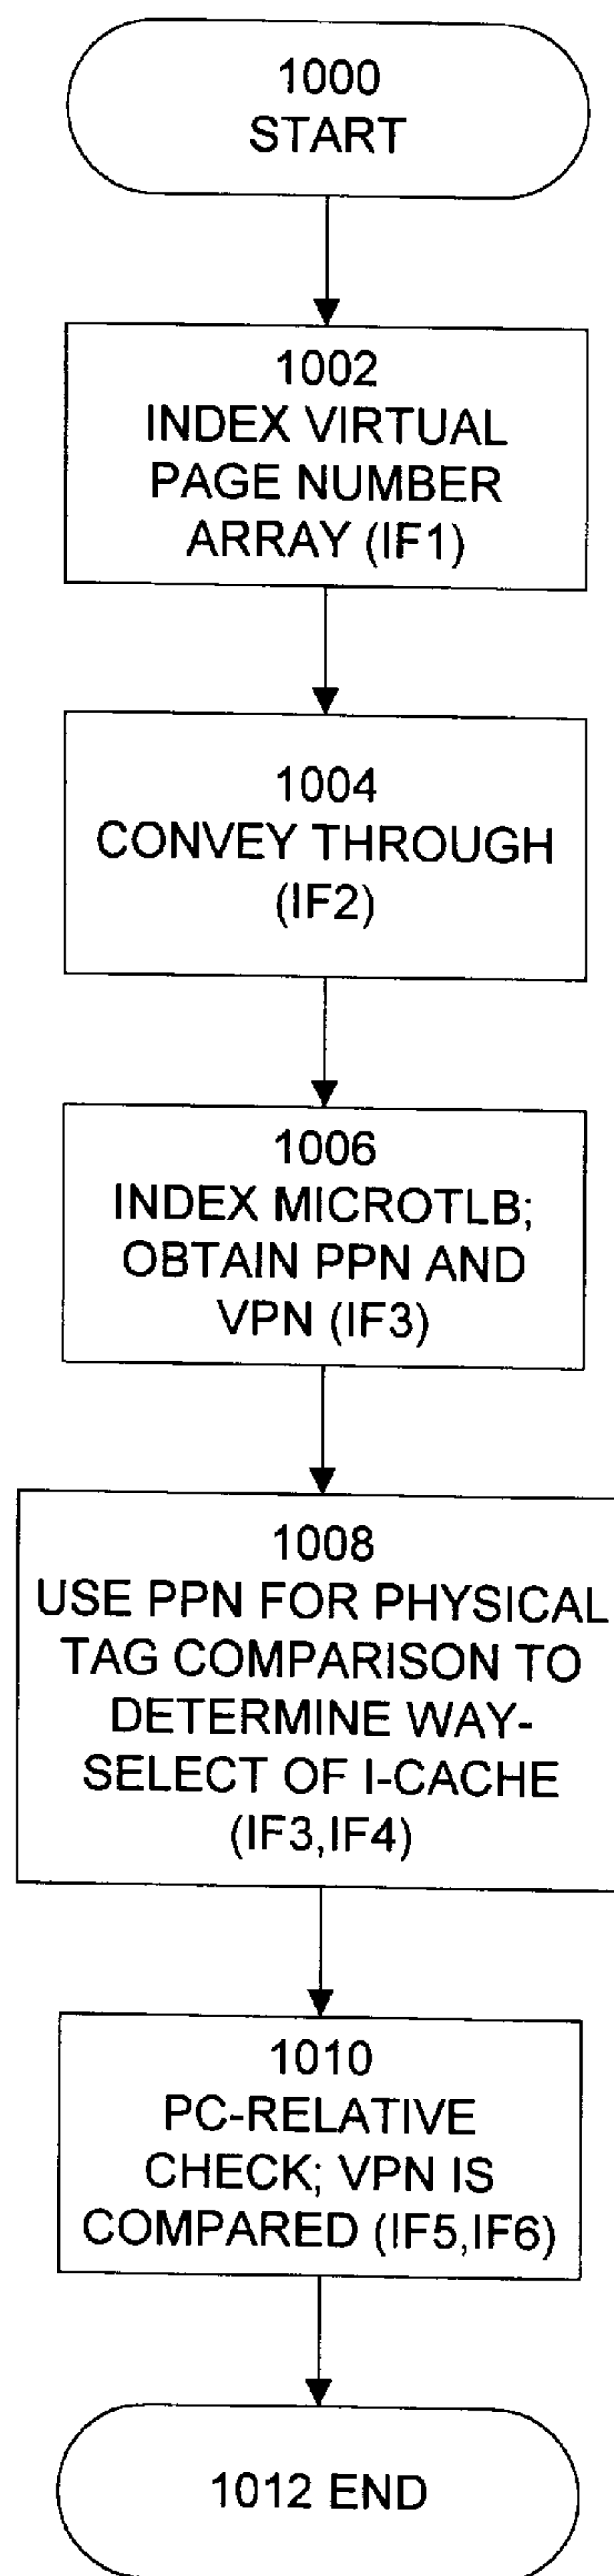 1000
START
1002
INDEX VIRTUAL
PAGE NUMBER
ARRAY (IF1)
1004
CONVEY THROUGH
(IF2)
1006
INDEX MICROTLB;
OBTAIN PPN AND
VPN (IF3)
1008
USE PPN FOR PHYSICAL
TAG COMPARISON TO
DETERMINE WAY-
SELECT OF I-CACHE
(IF3,IF4)
1010
PC-RELATIVE
CHECK; VPN IS
COMPARED (IF5,IF6)
1012 END